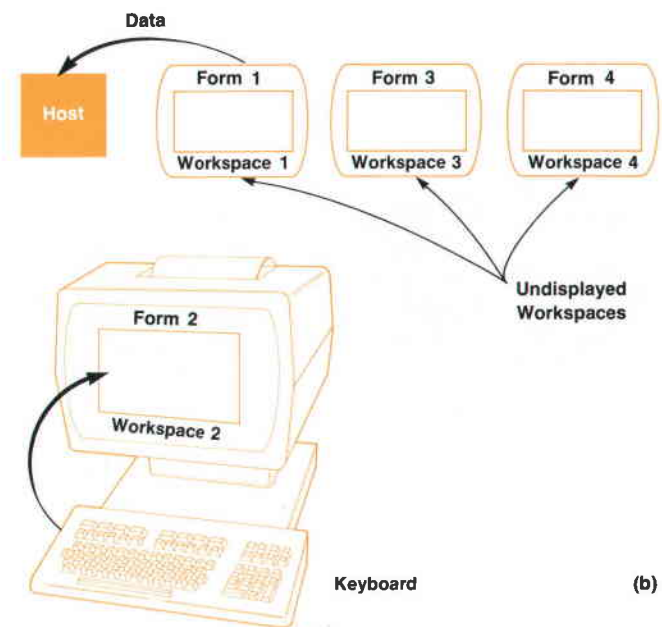 Data
Host
Form 1
Form 3
Form 4
Workspace 1
Workspace 3
Workspace 4
Undisplayed
Workspaces
Form 2
Workspace 2
Keyboard
(b)